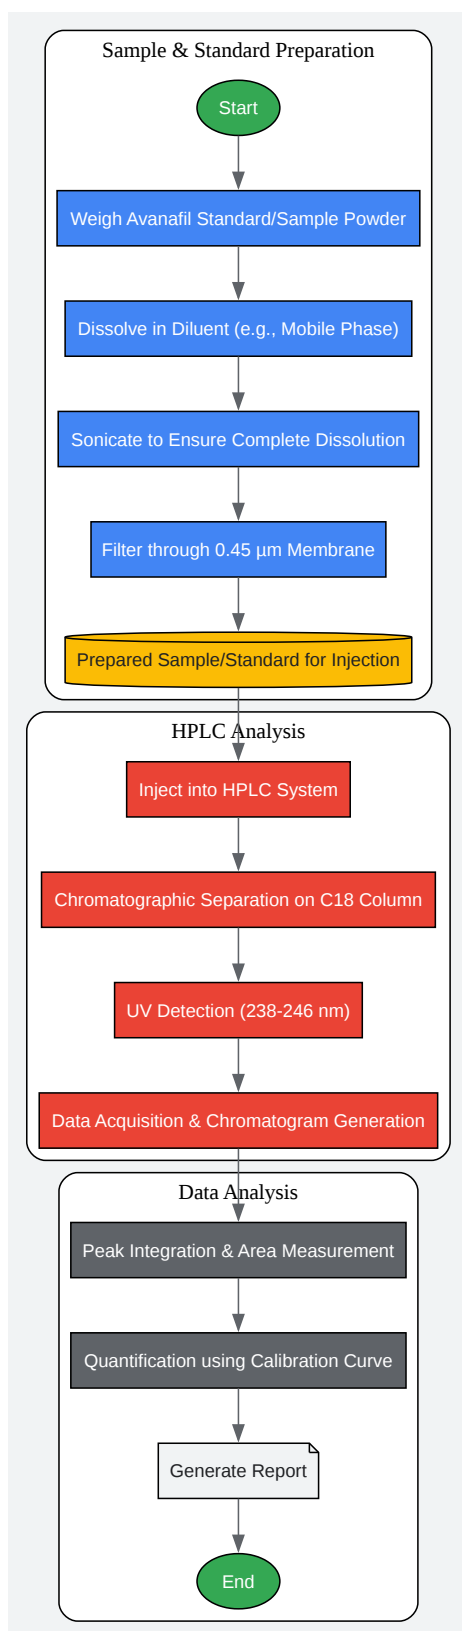 Sample & Standard Preparation
Start
Weigh Avanafil Standard/Sample Powder
Dissolve in Diluent (e.g., Mobile Phase)
Sonicate to Ensure Complete Dissolution
Filter through 0.45 µm Membrane
Prepared Sample/Standard for Injection
HPLC Analysis
Inject into HPLC System
Chromatographic Separation on C18 Column
UV Detection (238-246 nm)
Data Acquisition & Chromatogram Generation
Data Analysis
Peak Integration & Area Measurement
Quantification using Calibration Curve
Generate Report
End